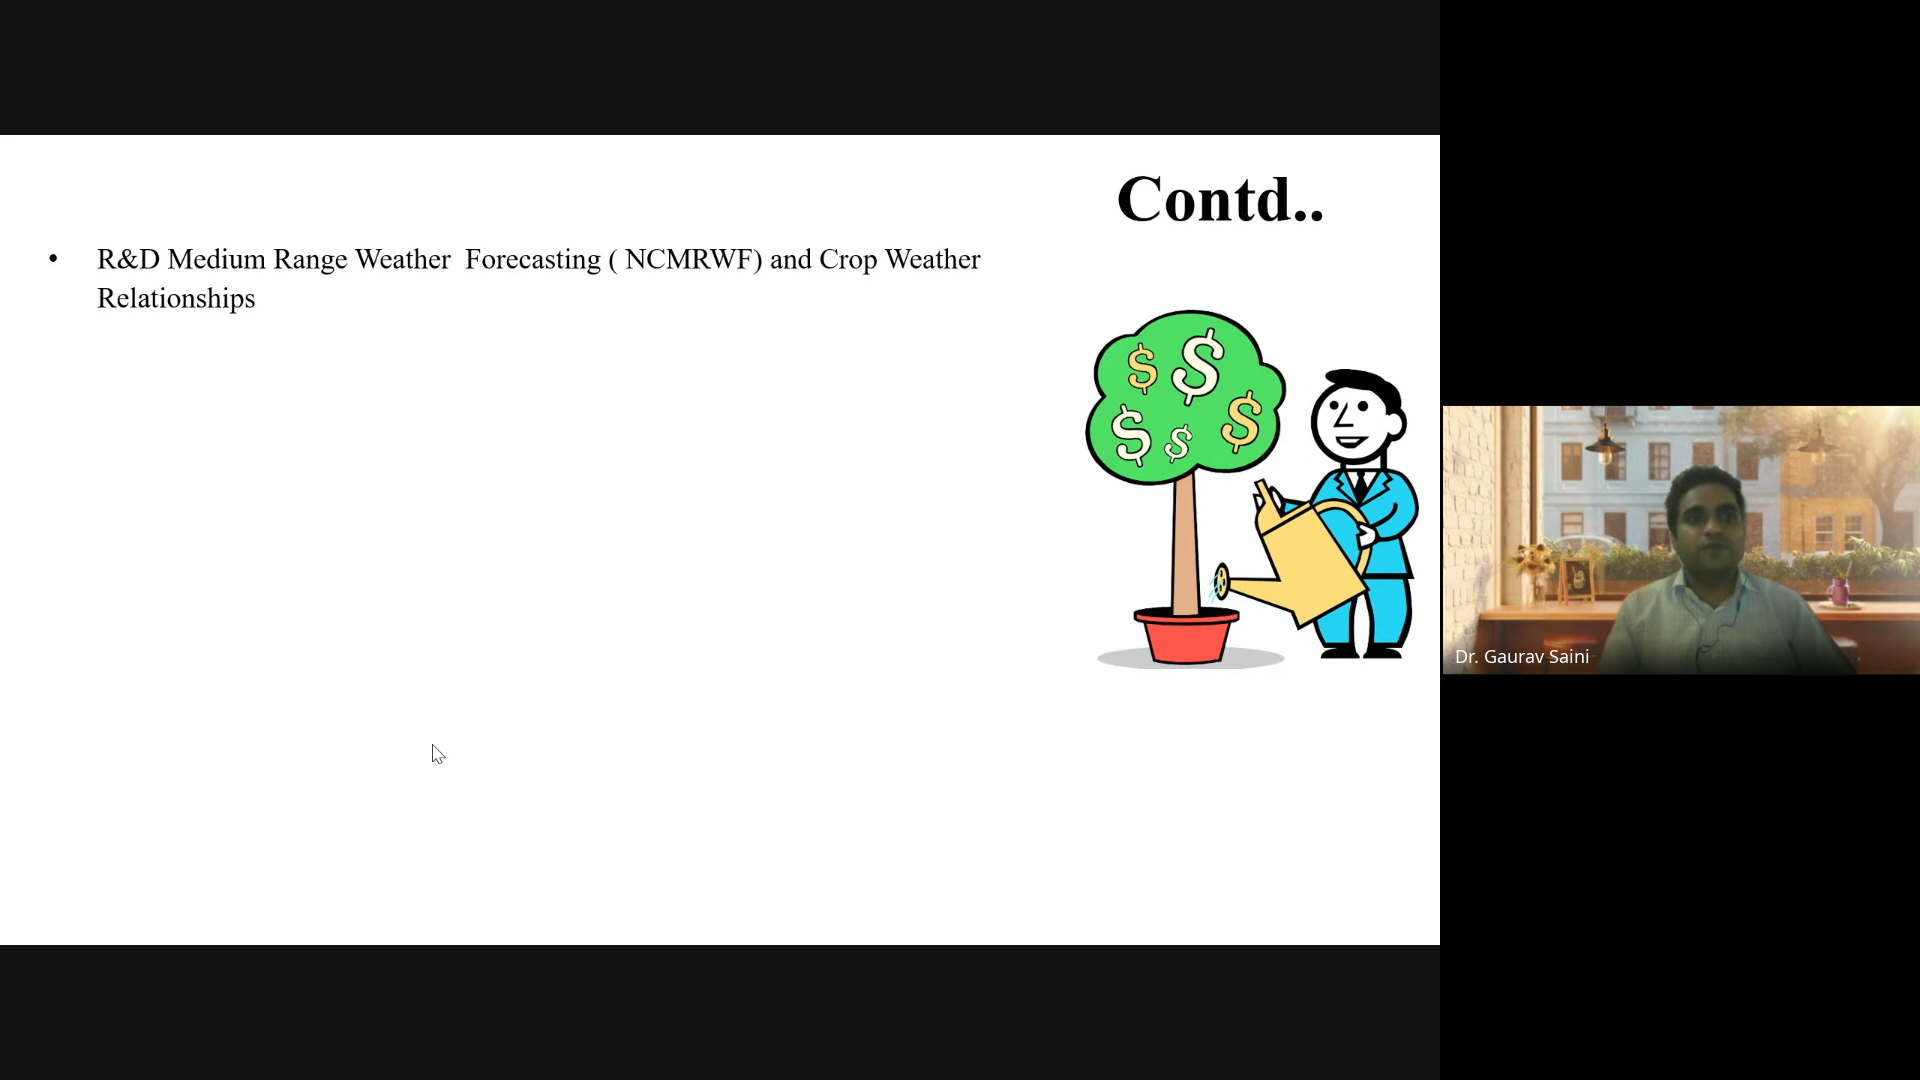 Contd..
• R&D Medium Range Weather  Forecasting ( NCMRWF) and Crop Weather
Relationships
$ $ $ $ $
Dr. Gaurav Saini